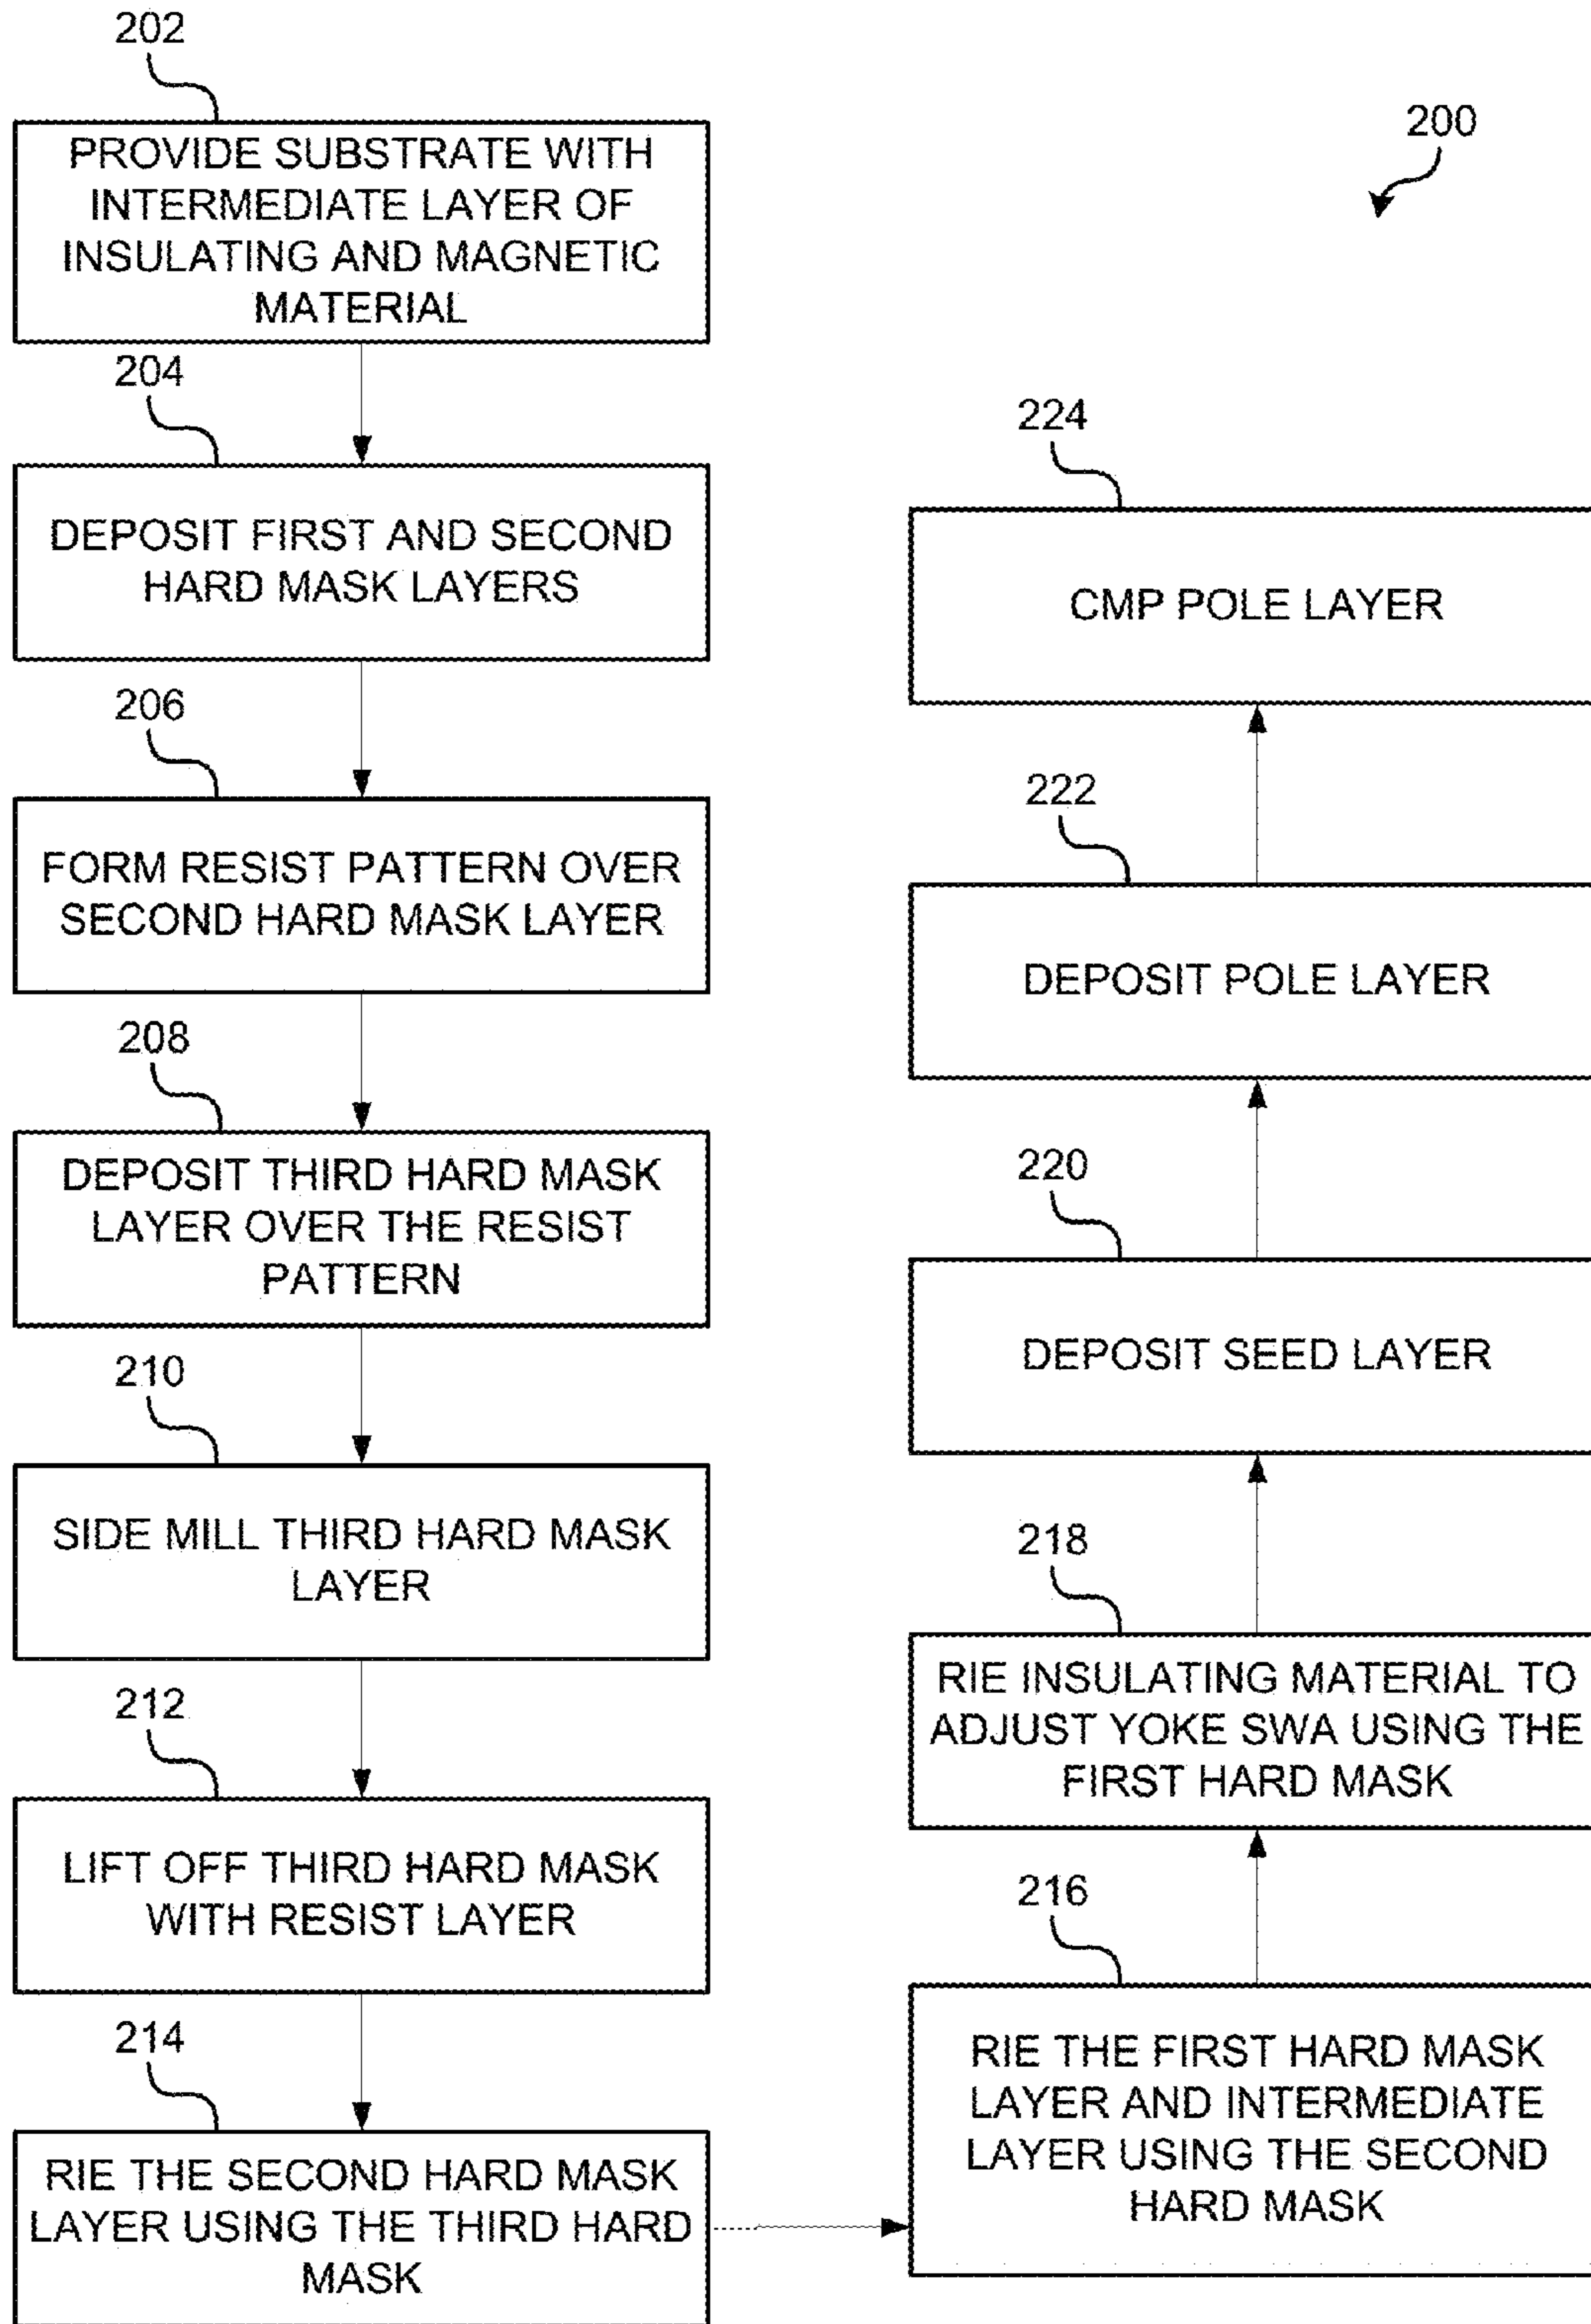 202
PROVIDE SUBSTRATE WITH
INTERMEDIATE LAYER OF
INSULATING AND MAGNETIC
MATERIAL
204
DEPOSIT FIRST AND SECOND
HARD MASK LAYERS
206
FORM RESIST PATTERN OVER
SECOND HARD MASK LAYER
208
DEPOSIT THIRD HARD MASK
LAYER OVER THE RESIST
PATTERN
210
SIDE MILL THIRD HARD MASK
LAYER
212
LIFT OFF THIRD HARD MASK
WITH RESIST LAYER
214
RIE THE SECOND HARD MASK
LAYER USING THE THIRD HARD
MASK
200
224
CMP POLE LAYER
222
DEPOSIT POLE LAYER
220
DEPOSIT SEED LAYER
218
RIE INSULATING MATERIAL TO
ADJUST YOKE SWA USING THE
FIRST HARD MASK
216
RIE THE FIRST HARD MASK
LAYER AND INTERMEDIATE
LAYER USING THE SECOND
HARD MASK